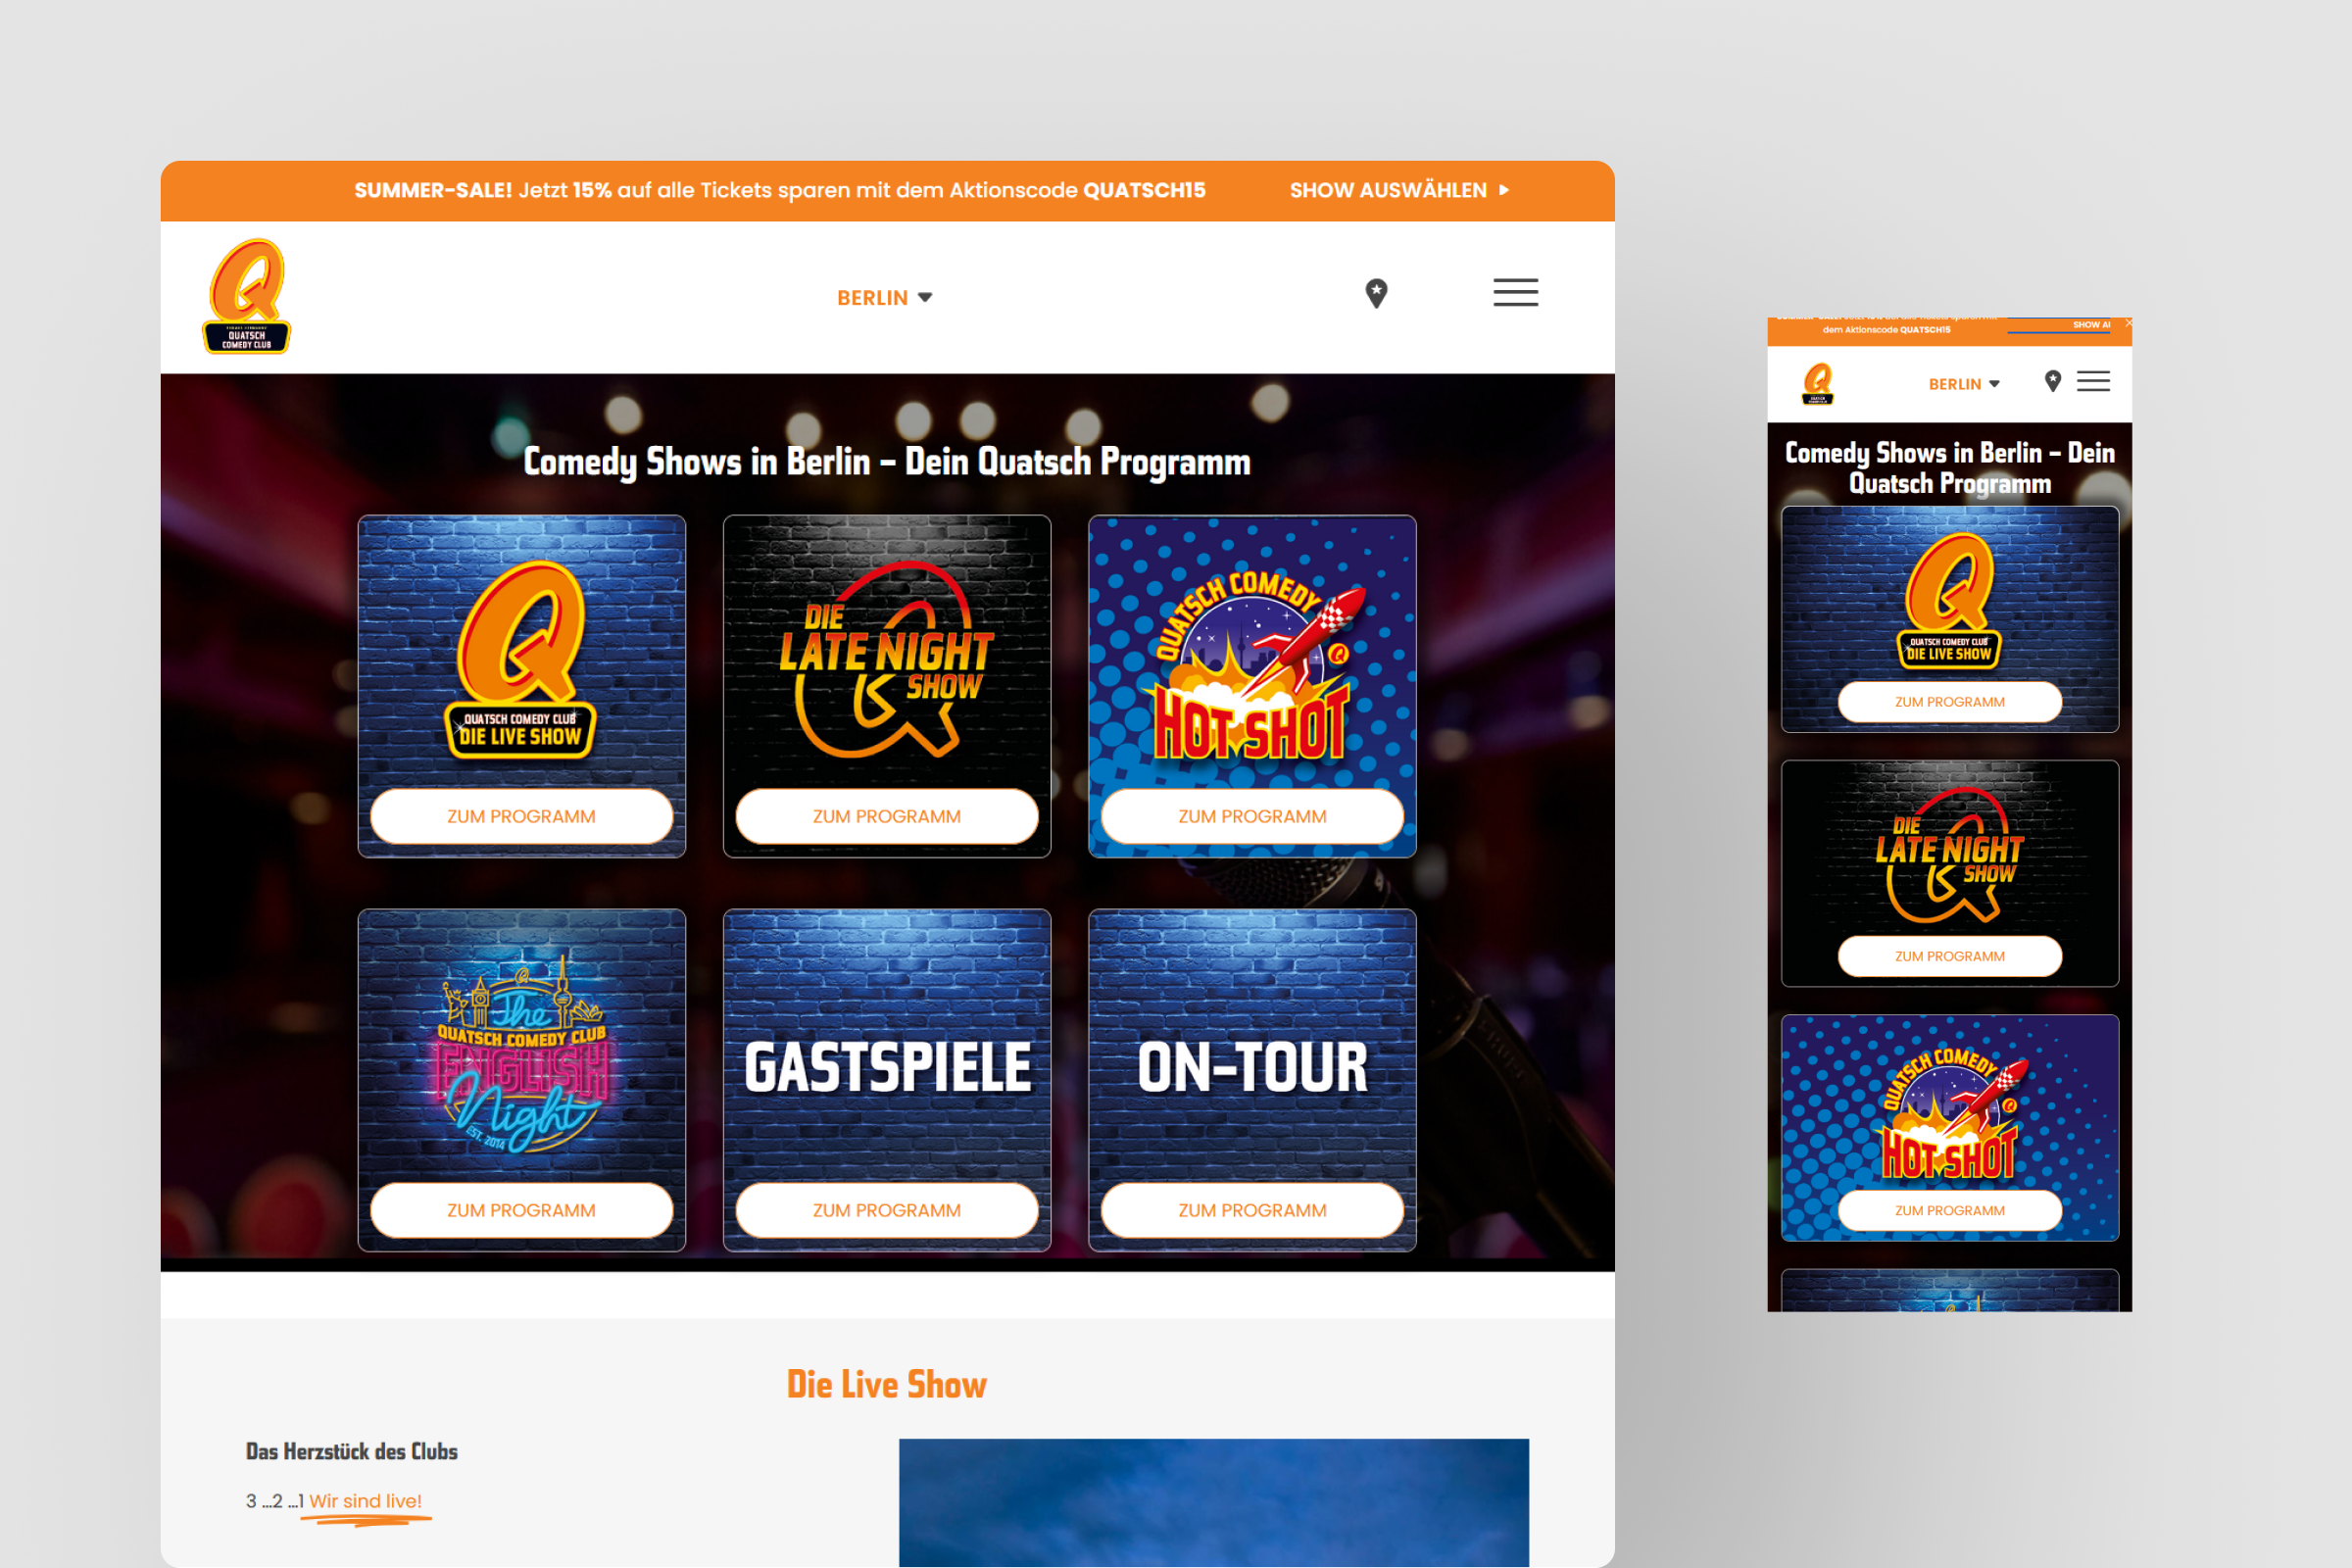 SUMMER-SALE! Jetzt 15% auf alle Tickets sparen mit dem Aktionscode QUATSCH15
SHOW AUSWÄHLEN
QUATSCH
COMEDY CLUB
BERLIN
Comedy Shows in Berlin – Dein Quatsch Programm
QUATSCH COMEDY CLUB
DIE LIVE SHOW
ZUM PROGRAMM
DIE
LATE NIGHT
SHOW
ZUM PROGRAMM
QUATSCH COMEDY
HOT SHOT
ZUM PROGRAMM
The
QUATSCH COMEDY CLUB
ENGLISH
Night
EST. 2014
ZUM PROGRAMM
GASTSPIELE
ZUM PROGRAMM
ON-TOUR
ZUM PROGRAMM
Die Live Show
Das Herzstück des Clubs
3 ...2 ...1 Wir sind live!
dem Aktionscode QUATSCH15
SHOW A
BERLIN
Comedy Shows in Berlin – Dein
Quatsch Programm
QUATSCH COMEDY CLUB
DIE LIVE SHOW
ZUM PROGRAMM
DIE
LATE NIGHT
SHOW
ZUM PROGRAMM
QUATSCH COMEDY
HOT SHOT
ZUM PROGRAMM